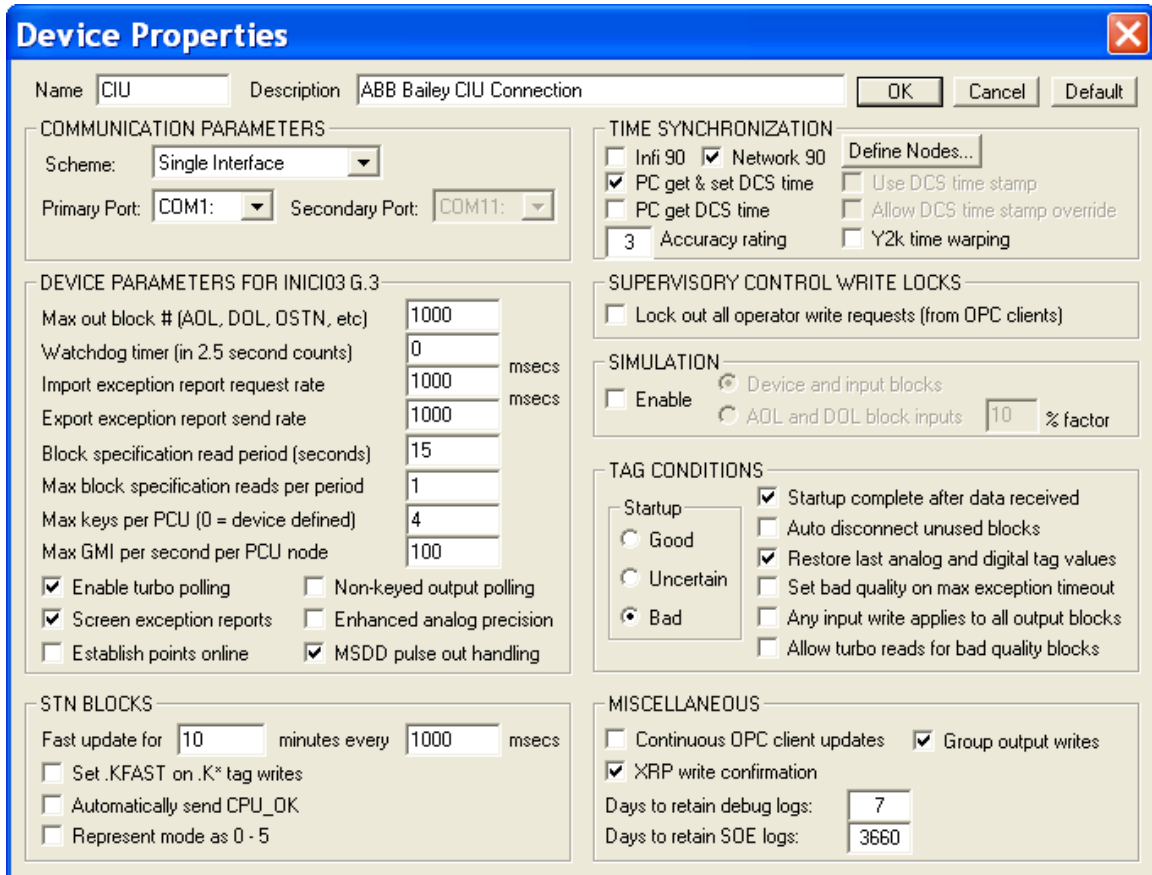 Device Properties
Name CIU Description ABB Bailey CIU Connection OK Cancel Default
COMMUNICATION PARAMETERS
Scheme: Single Interface
Primary Port: COM1: Secondary Port: COM11:
TIME SYNCHRONIZATION
Infi 90 Network 90 Define Nodes...
PC get & set DCS time Use DCS time stamp
PC get DCS time Allow DCS time stamp override
3 Accuracy rating Y2k time warping
DEVICE PARAMETERS FOR INICI03 G.3
Max out block # (AOL, DOL, OSTN, etc) 1000
Watchdog timer (in 2.5 second counts) 0
Import exception report request rate 1000 msecs
Export exception report send rate 1000 msecs
Block specification read period (seconds) 15
Max block specification reads per period 1
Max keys per PCU (0 = device defined) 4
Max GMI per second per PCU node 100
Enable turbo polling Non-keyed output polling
Screen exception reports Enhanced analog precision
Establish points online MSDD pulse out handling
SUPERVISORY CONTROL WRITE LOCKS
Lock out all operator write requests (from OPC clients)
SIMULATION
Enable Device and input blocks
AOL and DOL block inputs 10 % factor
TAG CONDITIONS
Startup
Good
Uncertain
Bad
Startup complete after data received
Auto disconnect unused blocks
Restore last analog and digital tag values
Set bad quality on max exception timeout
Any input write applies to all output blocks
Allow turbo reads for bad quality blocks
STN BLOCKS
Fast update for 10 minutes every 1000 msecs
Set .KFAST on .K* tag writes
Automatically send CPU_OK
Represent mode as 0 - 5
MISCELLANEOUS
Continuous OPC client updates Group output writes
XRP write confirmation
Days to retain debug logs: 7
Days to retain SOE logs: 3660